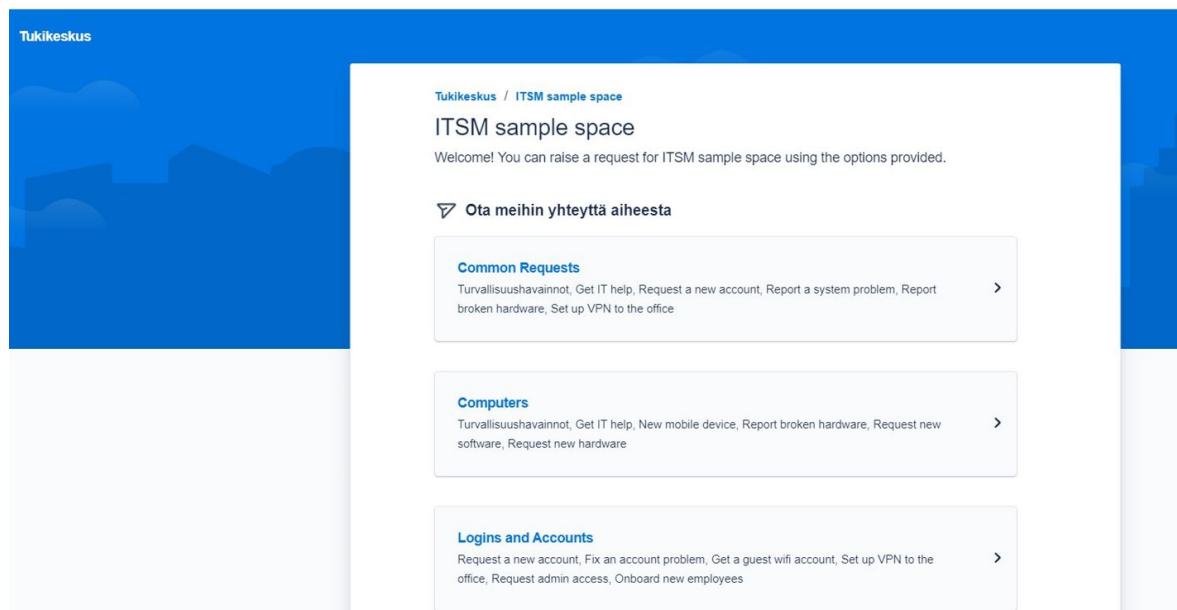 Tukikeskus
Tukikeskus / ITSM sample space
ITSM sample space
Welcome! You can raise a request for ITSM sample space using the options provided.
Ota meihin yhteyttä aiheesta
Common Requests
Turvallisuushavainnot, Get IT help, Request a new account, Report a system problem, Report
broken hardware, Set up VPN to the office
Computers
Turvallisuushavainnot, Get IT help, New mobile device, Report broken hardware, Request new
software, Request new hardware
Logins and Accounts
Request a new account, Fix an account problem, Get a guest wifi account, Set up VPN to the
office, Request admin access, Onboard new employees